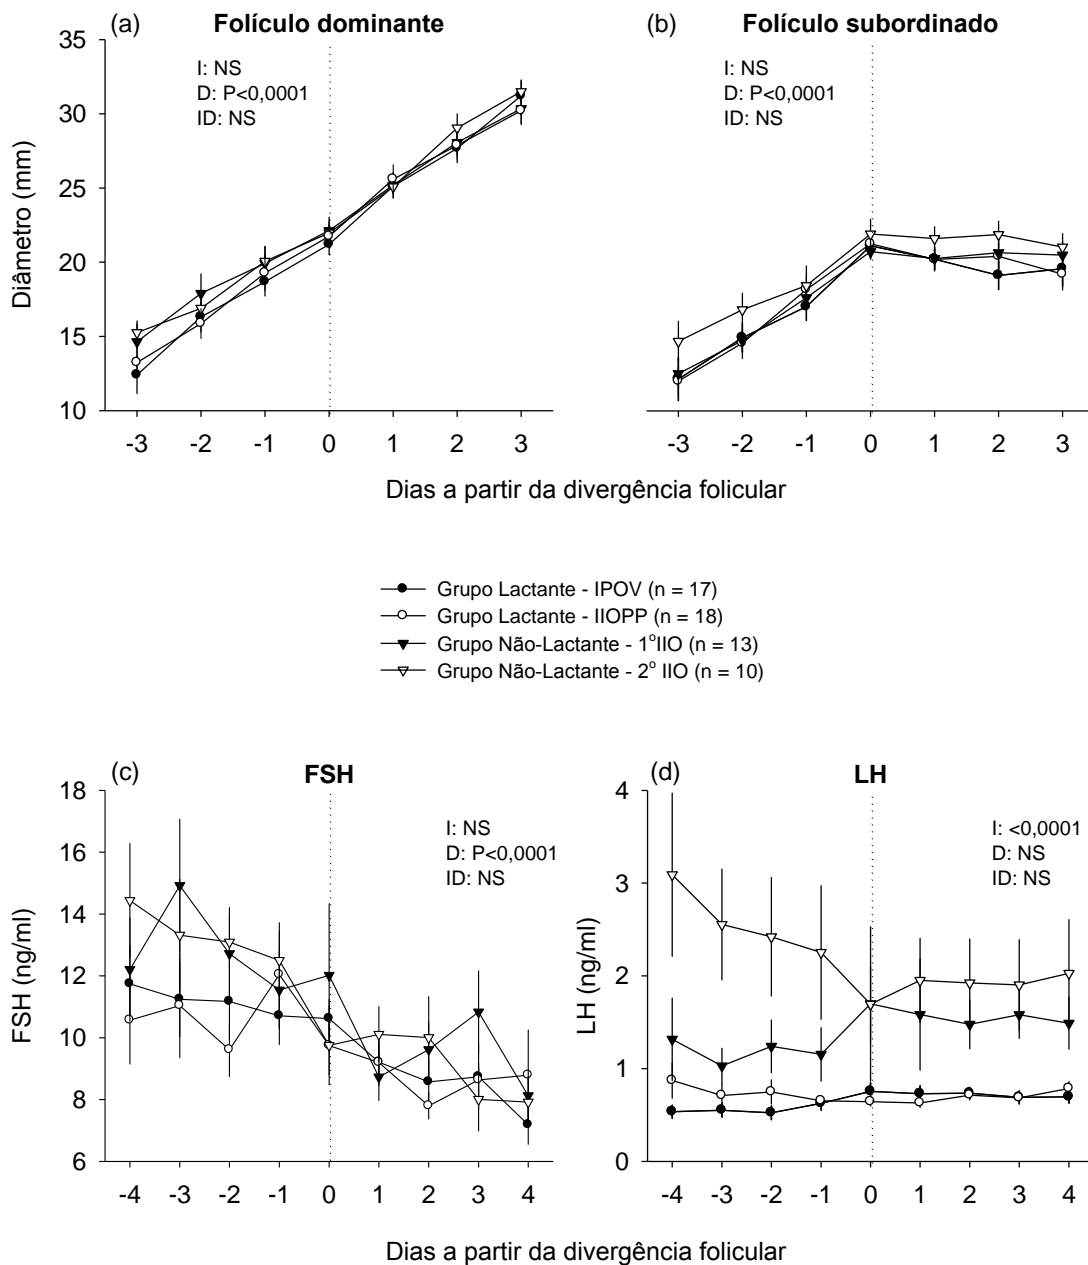 (a) Folículo dominante
35
30
25
20
15
10
Diâmetro (mm)
I: NS
D: P<0,0001
ID: NS
-3 -2 -1 0 1 2 3
(b) Folículo subordinado
I: NS
D: P<0,0001
ID: NS
-3 -2 -1 0 1 2 3
Dias a partir da divergência folicular
Grupo Lactante - IPOV (n = 17)
Grupo Lactante - IIOPP (n = 18)
Grupo Não-Lactante - 1ºIIO (n = 13)
Grupo Não-Lactante - 2º IIO (n = 10)
(c) FSH
18
16
14
12
10
8
6
FSH (ng/ml)
I: NS
D: P<0,0001
ID: NS
-4 -3 -2 -1 0 1 2 3 4
(d) LH
4
3
2
1
0
LH (ng/ml)
I: <0,0001
D: NS
ID: NS
-4 -3 -2 -1 0 1 2 3 4
Dias a partir da divergência folicular